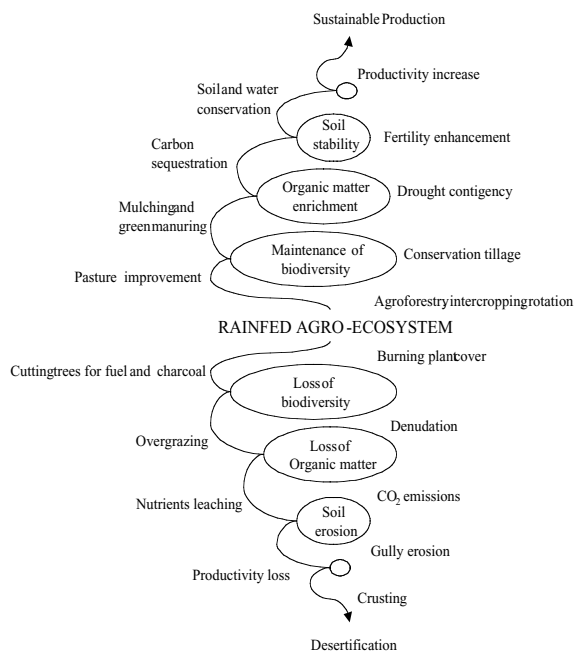 Sustainable Production
Productivity increase
Soil and water
conservation
Soil
stability
Fertility enhancement
Carbon
sequestration
Organic matter
enrichment
Drought contigency
Mulching and
green manuring
Maintenance of
biodiversity
Conservation tillage
Pasture improvement
Agroforestry intercropping rotation
RAINFED AGRO-ECOSYSTEM
Burning plant cover
Cutting trees for fuel and charcoal
Loss of
biodiversity
Denudation
Overgrazing
Loss of
Organic matter
CO₂ emissions
Nutrients leaching
Soil
erosion
Gully erosion
Productivity loss
Crusting
Desertification